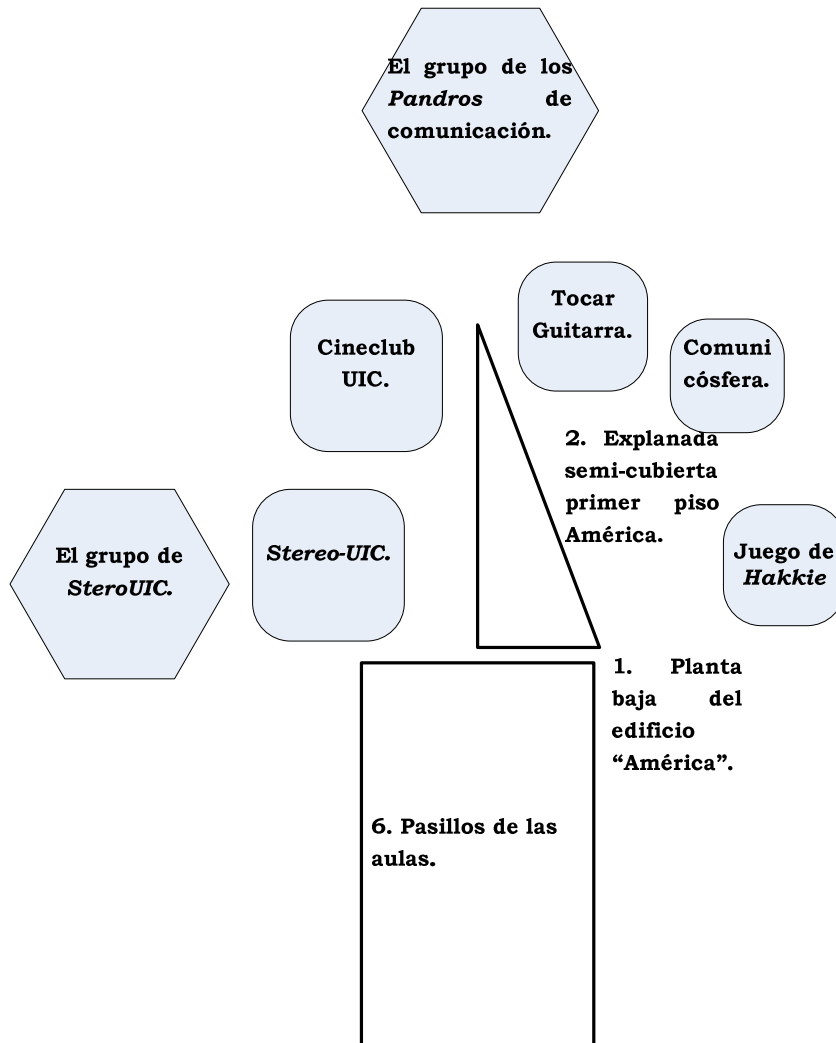 El grupo de los
Pandros de
comunicación.
Tocar
Guitarra.
Cineclub
UIC.
Comuni
cósfera.
2. Explanada
semi-cubierta
primer piso
América.
El grupo de
SteroUIC.
Stereo-UIC.
Juego de
Hakkie
1. Planta
baja del
edificio
“América”.
6. Pasillos de las
aulas.